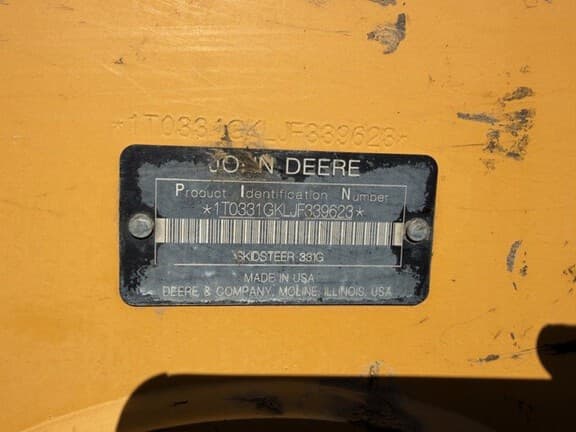 *1T0331GKLJF339623*
JOHN DEERE
Product Identification Number
*1T0331GKLJF339623*
SKIDSTEER 331G
MADE IN USA
DEERE & COMPANY, MOLINE, ILLINOIS, USA